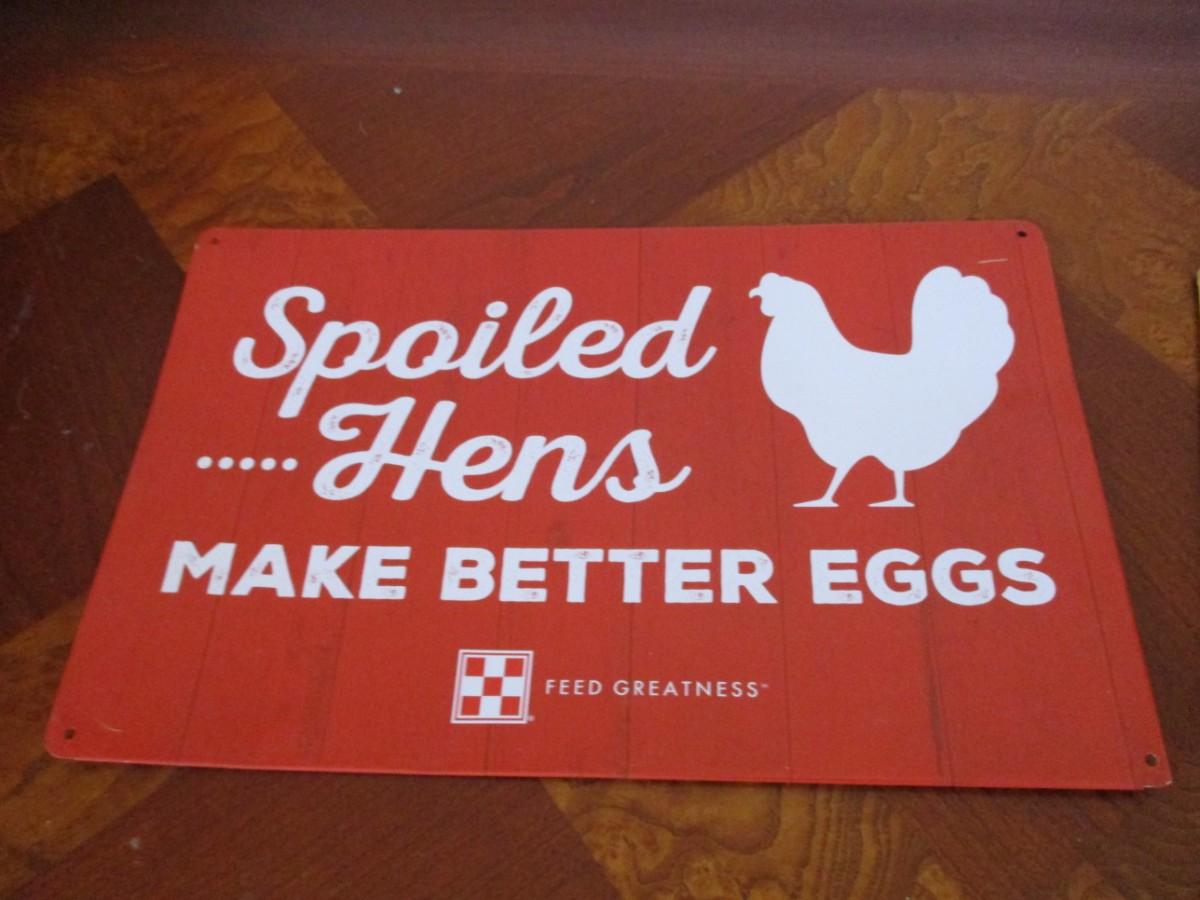 Spoiled
.....Hens
MAKE BETTER EGGS
FEED GREATNESS™